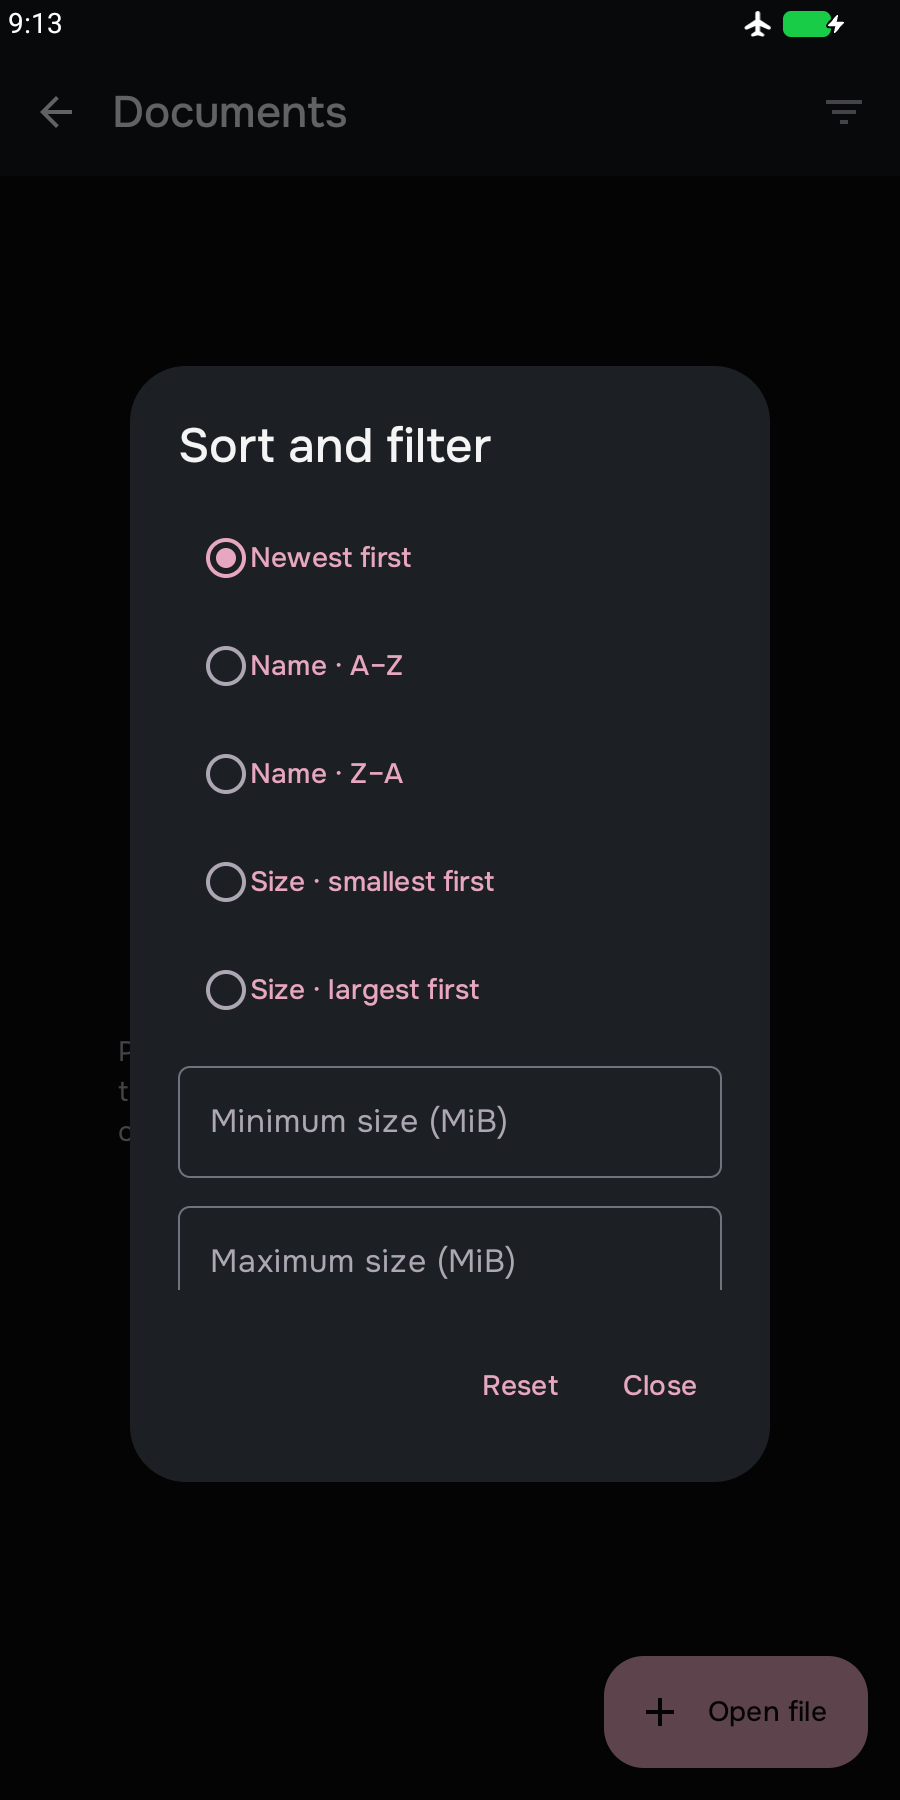 9:13
Documents
Sort and filter
Newest first
Name · A–Z
Name · Z–A
Size · smallest first
Size · largest first
Minimum size (MiB)
Maximum size (MiB)
Reset
Close
Open file